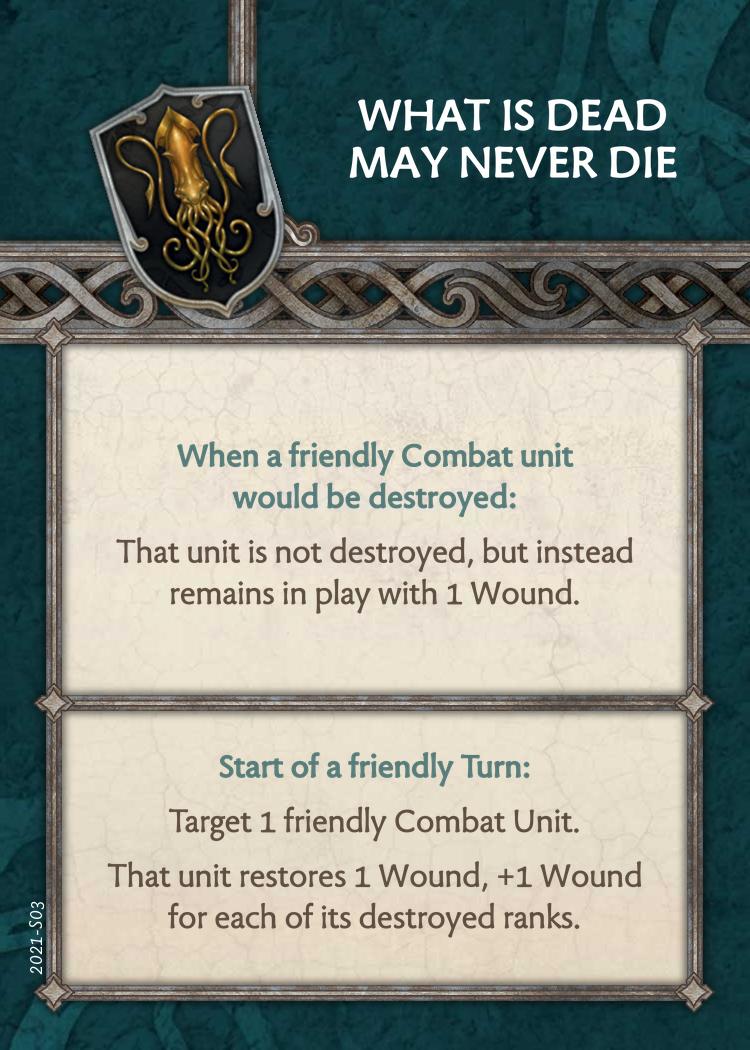 WHAT IS DEAD
MAY NEVER DIE
When a friendly Combat unit
would be destroyed:
That unit is not destroyed, but instead
remains in play with 1 Wound.
Start of a friendly Turn:
Target 1 friendly Combat Unit.
That unit restores 1 Wound, +1 Wound
for each of its destroyed ranks.
2021-S03